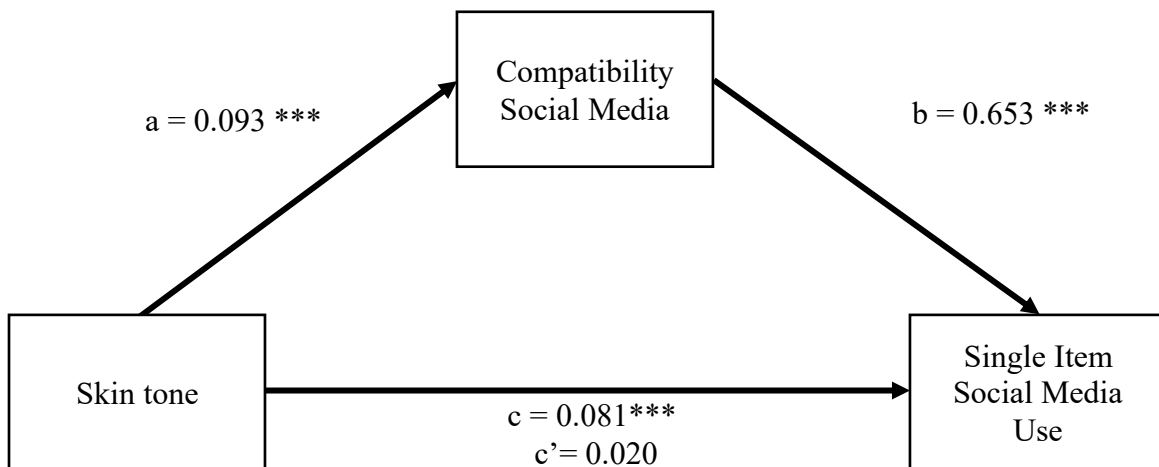 Compatibility
Social Media
a = 0.093 ***
b = 0.653 ***
Skin tone
c = 0.081***
c’= 0.020
Single Item
Social Media
Use